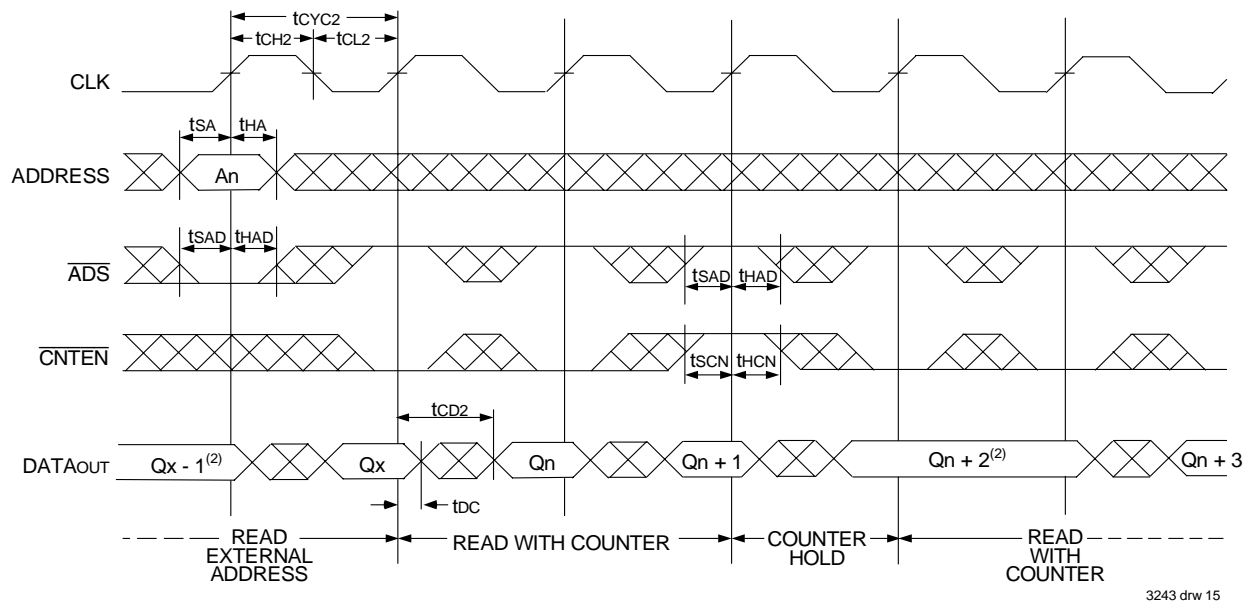 tCYC2
tCH2 tCL2
CLK
tSA tHA
ADDRESS An
tSAD tHAD
ADS tSAD tHAD
CNTEN
tSCN tHCN
tCD2
DATAOUT Qx - 1(2) Qx Qn Qn + 1 Qn + 2(2) Qn + 3
tDC
READ EXTERNAL ADDRESS
READ WITH COUNTER
COUNTER HOLD
READ WITH COUNTER
3243 drw 15